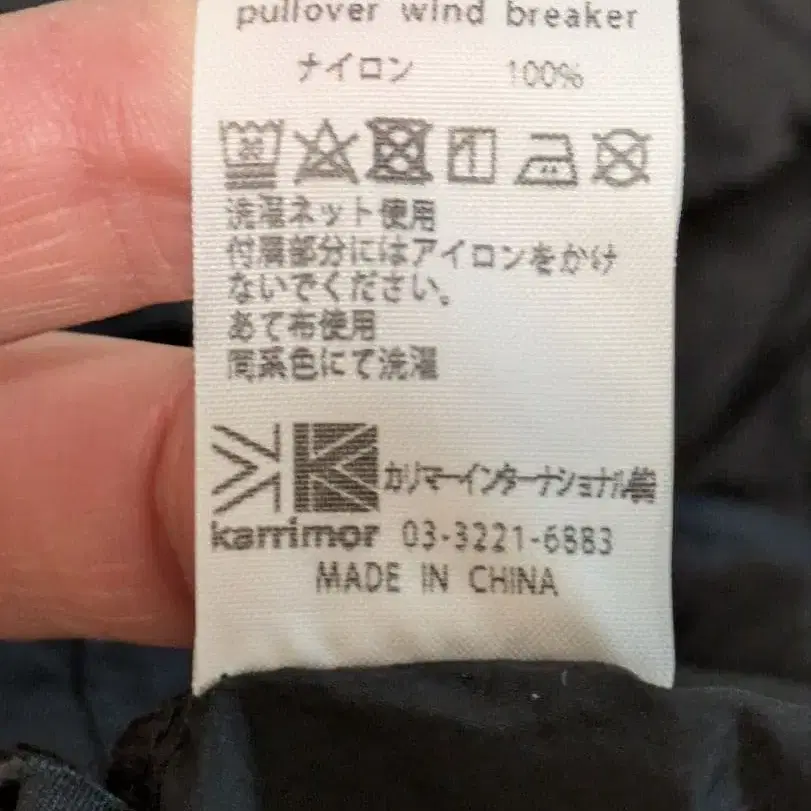 pullover wind breaker
ナイロン 100%
洗濯ネット使用
付属部分にはアイロンをかけ
ないでください。
あて布使用
同系色にて洗濯
カリマーインターナショナル㈱
karrimor 03-3221-6883
MADE IN CHINA